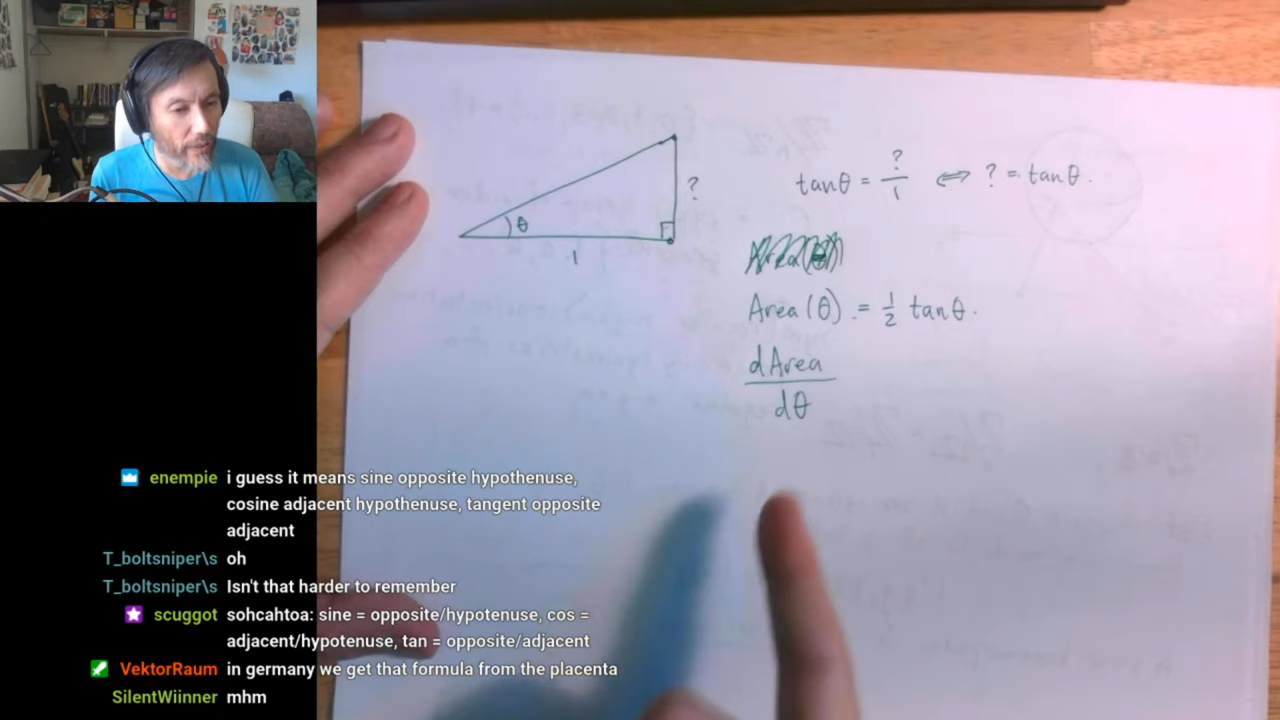 ?
θ
1
tanθ = ?/1 ⇔ ? = tanθ.
Area(θ) = 1/2 tanθ.
dArea
dθ
enempie i guess it means sine opposite hypothenuse,
cosine adjacent hypothenuse, tangent opposite
adjacent
T_boltsniper\s oh
T_boltsniper\s Isn't that harder to remember
scuggot sohcahtoa: sine = opposite/hypotenuse, cos =
adjacent/hypotenuse, tan = opposite/adjacent
VektorRaum in germany we get that formula from the placenta
SilentWiinner mhm